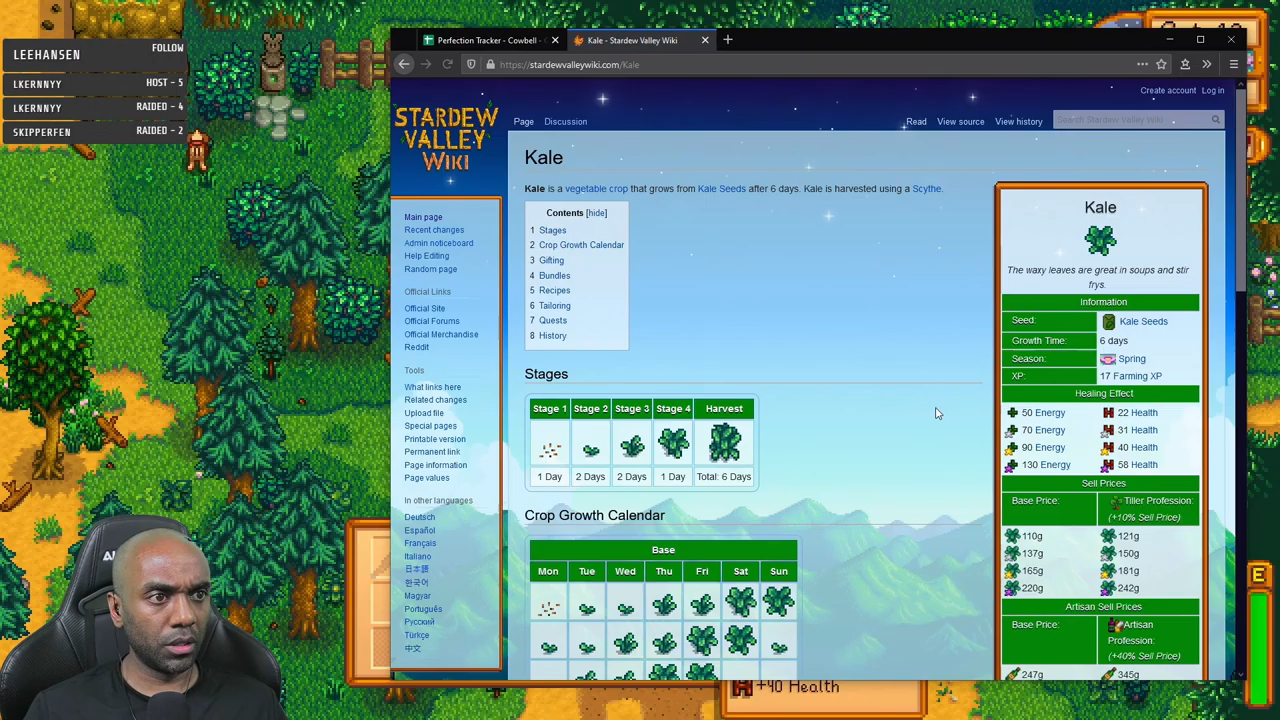 LEEHANSEN FOLLOW
LKERNNYY HOST - 5
LKERNNYY RAIDED - 4
SKIPPERFEN RAIDED - 2
Perfection Tracker - Cowbell -
Kale - Stardew Valley Wiki
https://stardewvalleywiki.com/Kale
Create account Log in
STARDEW
VALLEY
Wiki
Page Discussion
Read View source View history
Search Stardew Valley Wiki
Main page
Recent changes
Admin noticeboard
Help Editing
Random page
Official Links
Official Site
Official Forums
Official Merchandise
Reddit
Tools
What links here
Related changes
Upload file
Special pages
Printable version
Permanent link
Page information
Page values
In other languages
Deutsch
Español
Français
Italiano
日本語
한국어
Magyar
Português
Русский
Türkçe
中文
Kale
Kale is a vegetable crop that grows from Kale Seeds after 6 days. Kale is harvested using a Scythe.
Contents [hide]
1 Stages
2 Crop Growth Calendar
3 Gifting
4 Bundles
5 Recipes
6 Tailoring
7 Quests
8 History
Stages
Stage 1 Stage 2 Stage 3 Stage 4 Harvest
1 Day 2 Days 2 Days 1 Day Total: 6 Days
Crop Growth Calendar
Base
Mon Tue Wed Thu Fri Sat Sun
Kale
The waxy leaves are great in soups and stir
frys.
Information
Seed: Kale Seeds
Growth Time: 6 days
Season: Spring
XP: 17 Farming XP
Healing Effect
50 Energy 22 Health
70 Energy 31 Health
90 Energy 40 Health
130 Energy 58 Health
Sell Prices
Base Price: Tiller Profession:
(+10% Sell Price)
110g 121g
137g 150g
165g 181g
220g 242g
Artisan Sell Prices
Base Price: Artisan
Profession:
(+40% Sell Price)
247g 345g
+40 Health
E